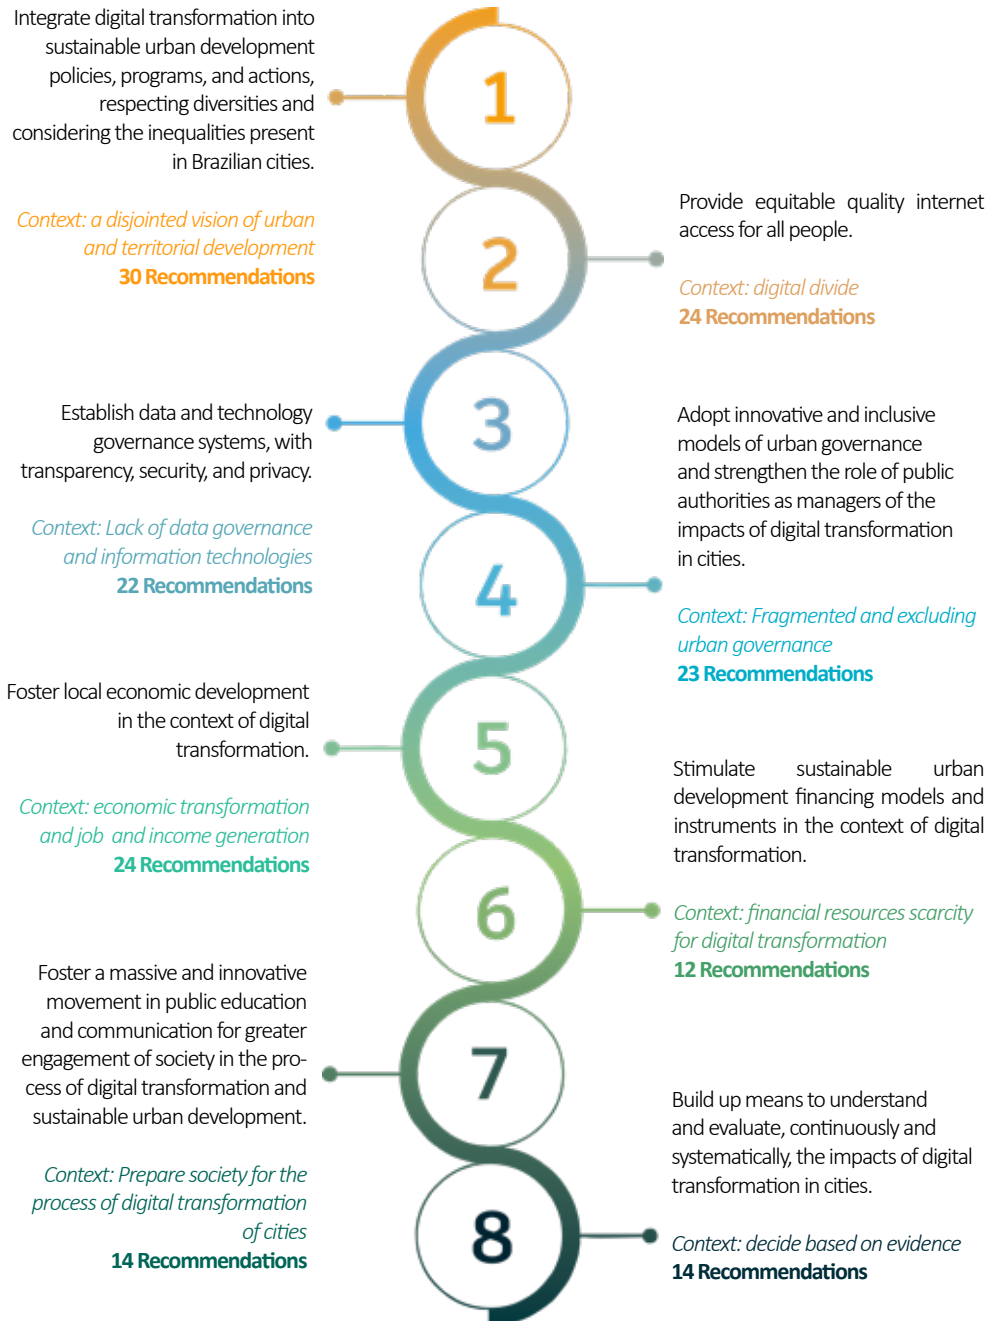 Integrate digital transformation into
sustainable urban development
policies, programs, and actions,
respecting diversities and
considering the inequalities present
in Brazilian cities.
Context: a disjointed vision of urban
and territorial development
30 Recommendations
1
Provide equitable quality internet
access for all people.
Context: digital divide
24 Recommendations
2
Establish data and technology
governance systems, with
transparency, security, and privacy.
Context: Lack of data governance
and information technologies
22 Recommendations
3
Adopt innovative and inclusive
models of urban governance
and strengthen the role of public
authorities as managers of the
impacts of digital transformation
in cities.
Context: Fragmented and excluding
urban governance
23 Recommendations
4
Foster local economic development
in the context of digital
transformation.
Context: economic transformation
and job and income generation
24 Recommendations
5
Stimulate sustainable urban
development financing models and
instruments in the context of digital
transformation.
Context: financial resources scarcity
for digital transformation
12 Recommendations
6
Foster a massive and innovative
movement in public education
and communication for greater
engagement of society in the pro-
cess of digital transformation and
sustainable urban development.
Context: Prepare society for the
process of digital transformation
of cities
14 Recommendations
7
Build up means to understand
and evaluate, continuously and
systematically, the impacts of digital
transformation in cities.
Context: decide based on evidence
14 Recommendations
8